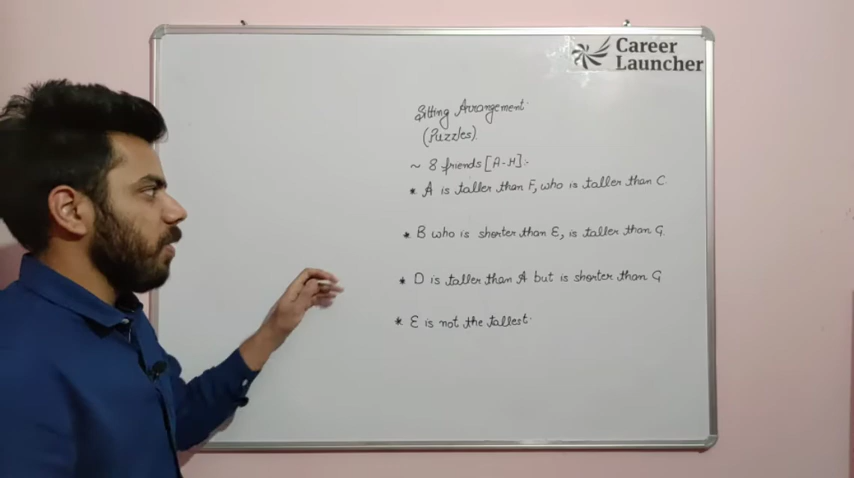 Career
Launcher
Sitting Arrangement:
(Puzzles).
~ 8 friends [A-H]:-
* A is taller than F, who is taller than C.
* B who is shorter than E, is taller than G.
* D is taller than A but is shorter than G
* E is not the tallest.